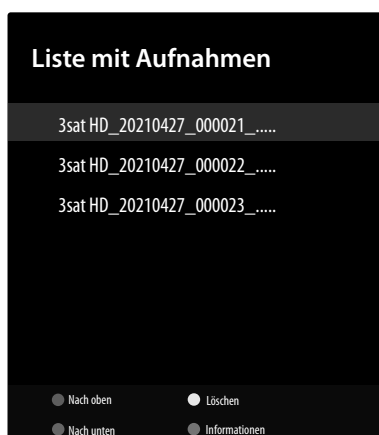 Liste mit Aufnahmen
3sat HD_20210427_000021_.....
3sat HD_20210427_000022_.....
3sat HD_20210427_000023_.....
Nach oben Löschen
Nach unten Informationen